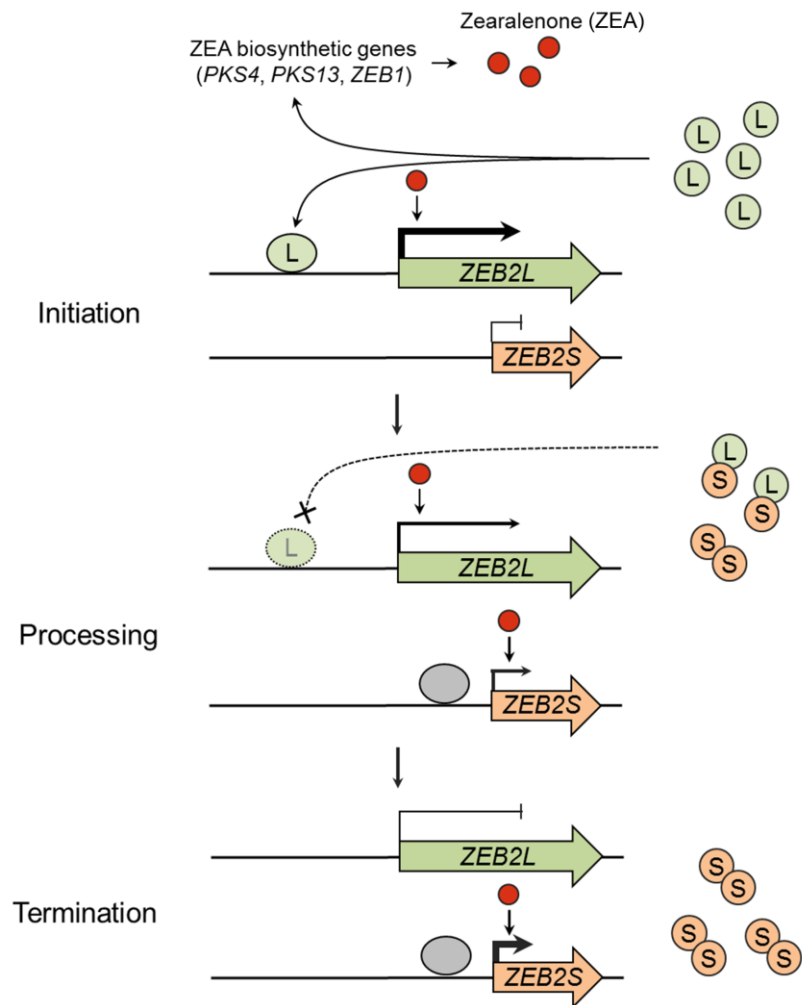 Zearalenone (ZEA)
ZEA biosynthetic genes
(PKS4, PKS13, ZEB1)
L
L
L
L
L
L
ZEB2L
Initiation
ZEB2S
L
S
L
S
L
ZEB2L
S
S
Processing
ZEB2S
ZEB2L
S
S
Termination
S
S
S
S
ZEB2S